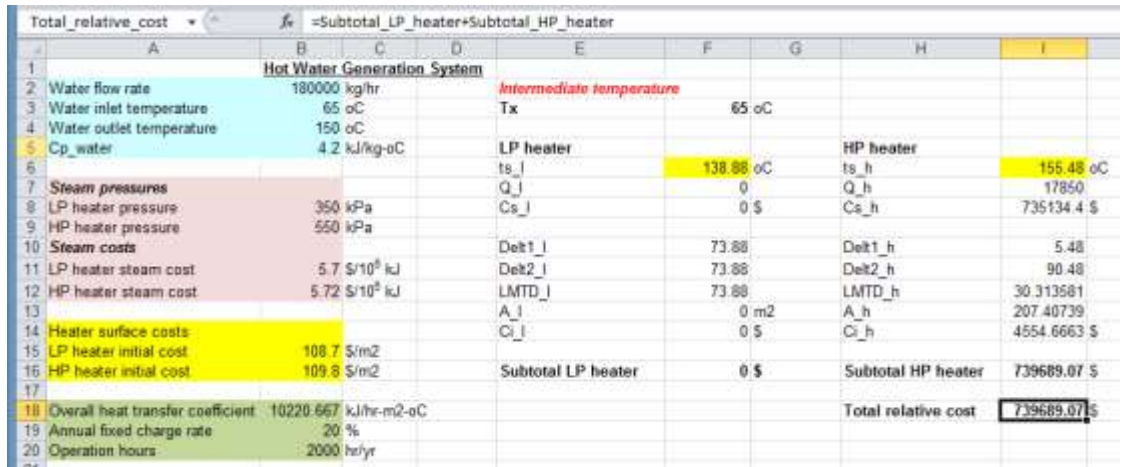 Total_relative_cost fx =Subtotal_LP_heater+Subtotal_HP_heater
A B C D E F G H I
1 Hot Water Generation System
2 Water flow rate 180000 kg/hr Intermediate temperature
3 Water inlet temperature 65 oC Tx 65 oC
4 Water outlet temperature 150 oC
5 Cp_water 4.2 kJ/kg-oC LP heater HP heater
6 ts_l 138.88 oC ts_h 155.48 oC
7 Steam pressures Q_l 0 Q_h 17850
8 LP heater pressure 350 kPa Cs_l 0 $ Cs_h 735134.4 $
9 HP heater pressure 550 kPa
10 Steam costs Delt1_l 73.88 Delt1_h 5.48
11 LP heater steam cost 5.7 $/10⁶ kJ Delt2_l 73.88 Delt2_h 90.48
12 HP heater steam cost 5.72 $/10⁶ kJ LMTD_l 73.88 LMTD_h 30.313581
13 A_l 0 m2 A_h 207.40739
14 Heater surface costs Ci_l 0 $ Ci_h 4554.6663 $
15 LP heater initial cost 108.7 $/m2
16 HP heater initial cost 109.8 $/m2 Subtotal LP heater 0 $ Subtotal HP heater 739689.07 $
17
18 Overall heat transfer coefficient 10220.667 kJ/hr-m2-oC Total relative cost 739689.07 $
19 Annual fixed charge rate 20 %
20 Operation hours 2000 hr/yr